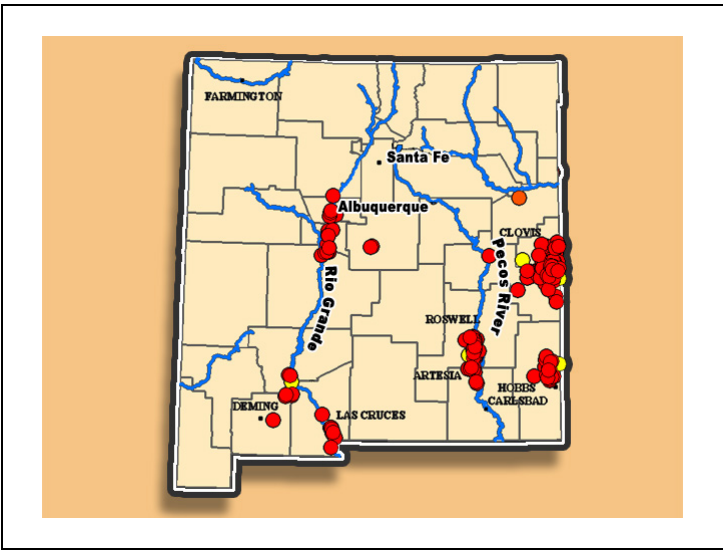 FARMINGTON
Santa Fe
Albuquerque
CLOVIS
Pecos River
Rio Grande
ROSWELL
ARTESIA
HOBBS
CARLSBAD
DEMING
LAS CRUCES